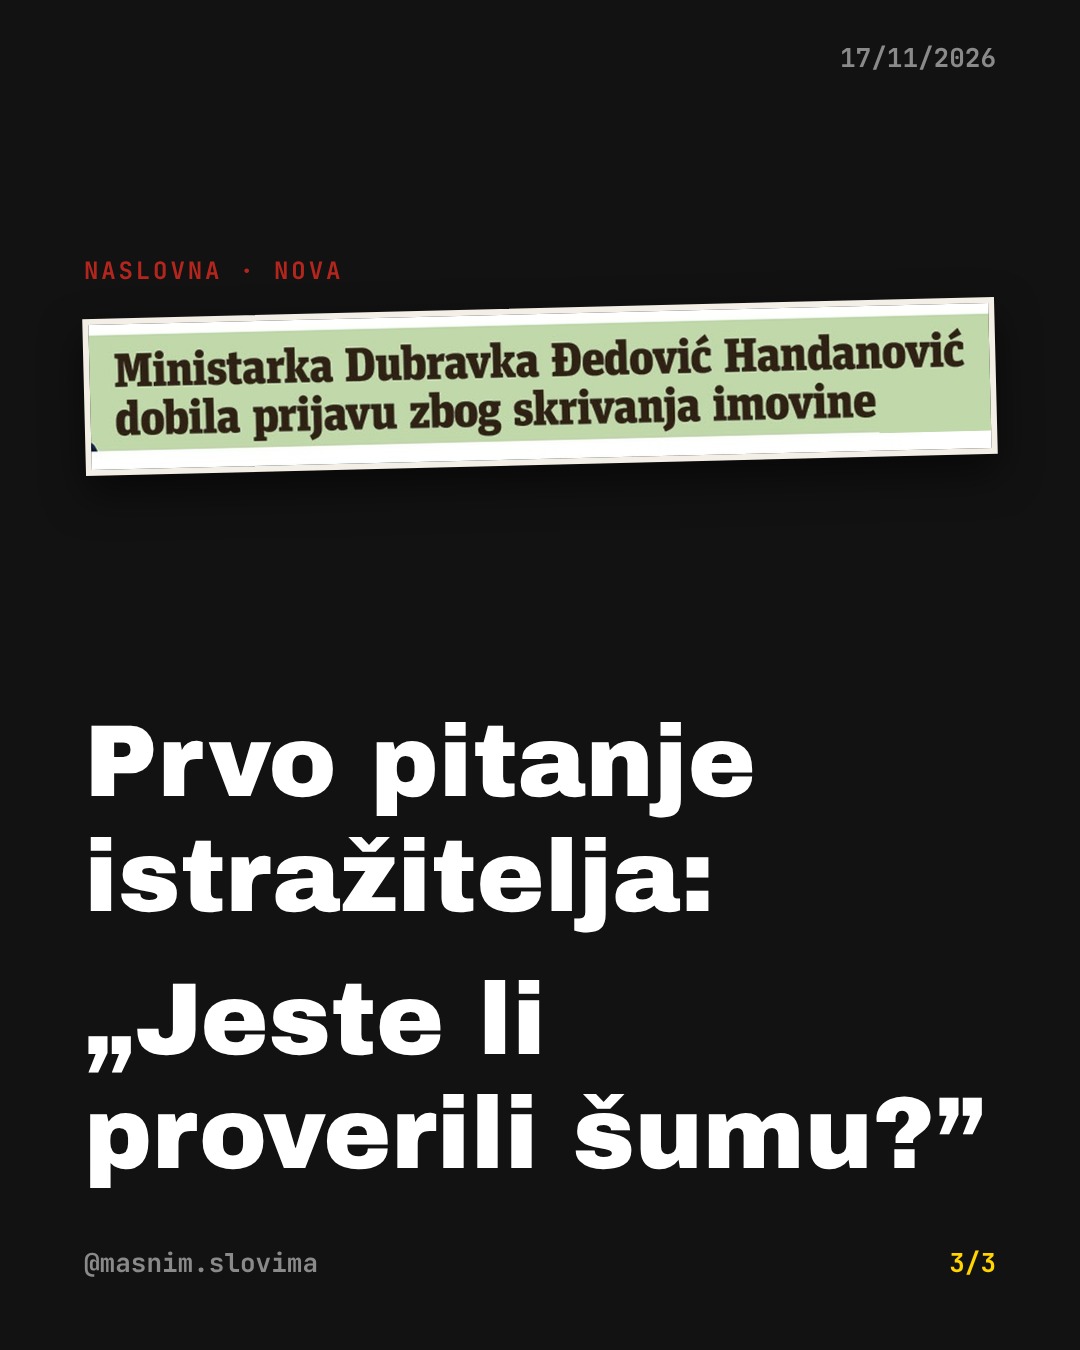 17/11/2026
NASLOVNA · NOVA
Ministarka Dubravka Đedović Handanović
dobila prijavu zbog skrivanja imovine
Prvo pitanje
istražitelja:
„Jeste li
proverili šumu?”
@masnim.slovima
3/3